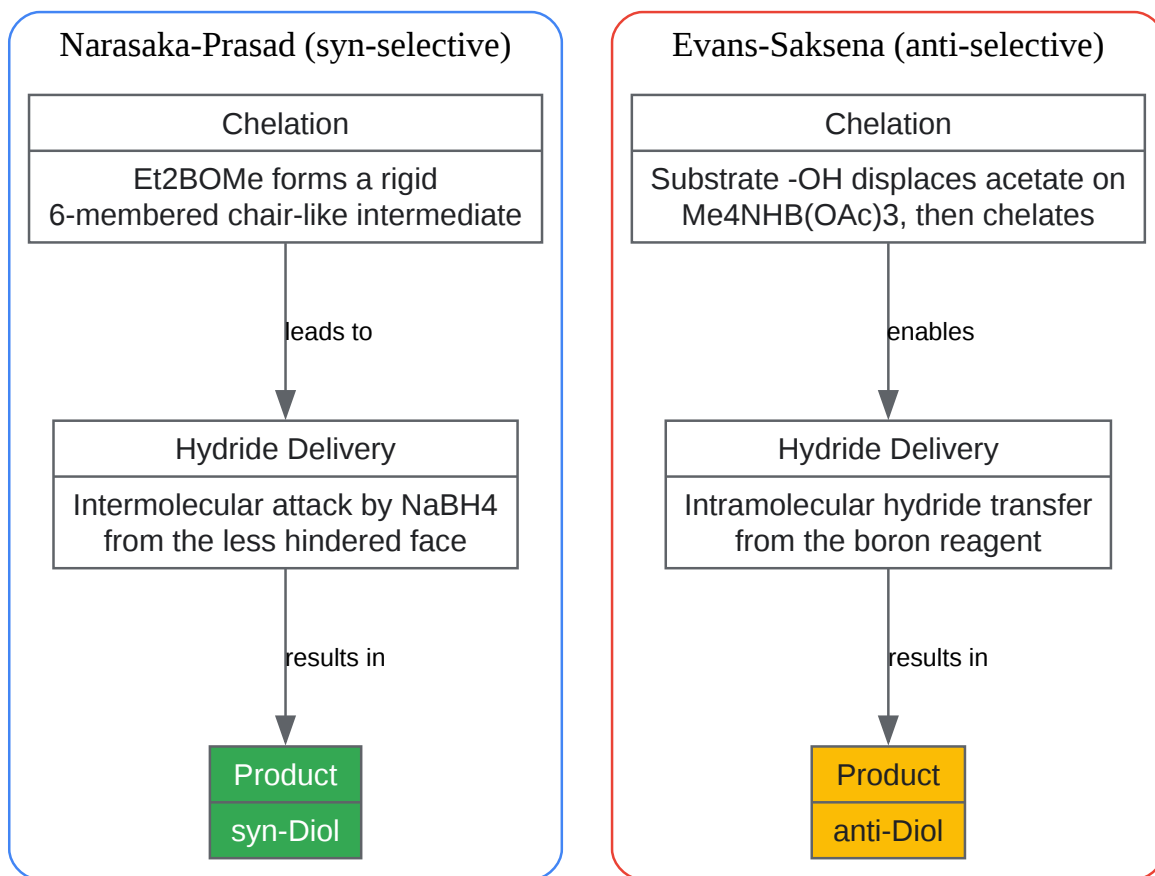 Narasaka-Prasad (syn-selective)
Chelation
Et2BOMe forms a rigid
6-membered chair-like intermediate
leads to
Hydride Delivery
Intermolecular attack by NaBH4
from the less hindered face
results in
Product
syn-Diol
Evans-Saksena (anti-selective)
Chelation
Substrate -OH displaces acetate on
Me4NHB(OAc)3, then chelates
enables
Hydride Delivery
Intramolecular hydride transfer
from the boron reagent
results in
Product
anti-Diol